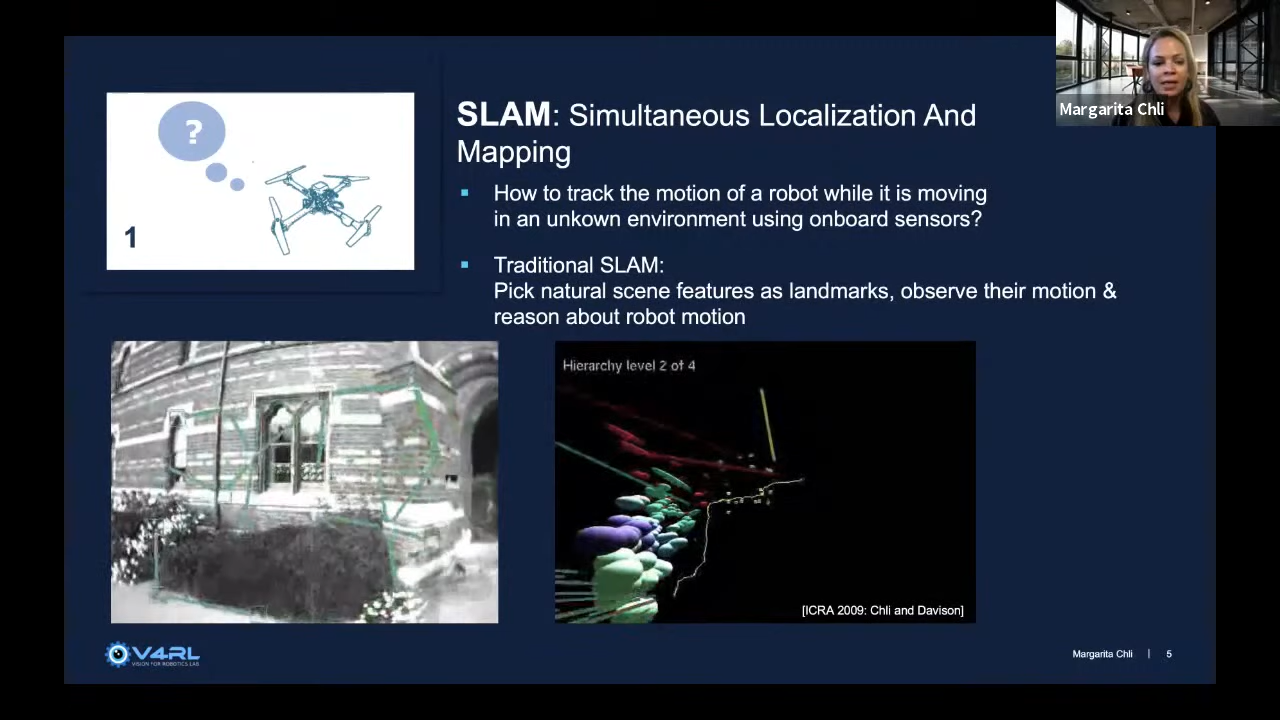 Margarita Chli
?
1
SLAM: Simultaneous Localization And
Mapping
How to track the motion of a robot while it is moving
in an unkown environment using onboard sensors?
Traditional SLAM:
Pick natural scene features as landmarks, observe their motion &
reason about robot motion
Hierarchy level 2 of 4
[ICRA 2009: Chli and Davison]
V4RL
VISION FOR ROBOTICS LAB
Margarita Chli | 5